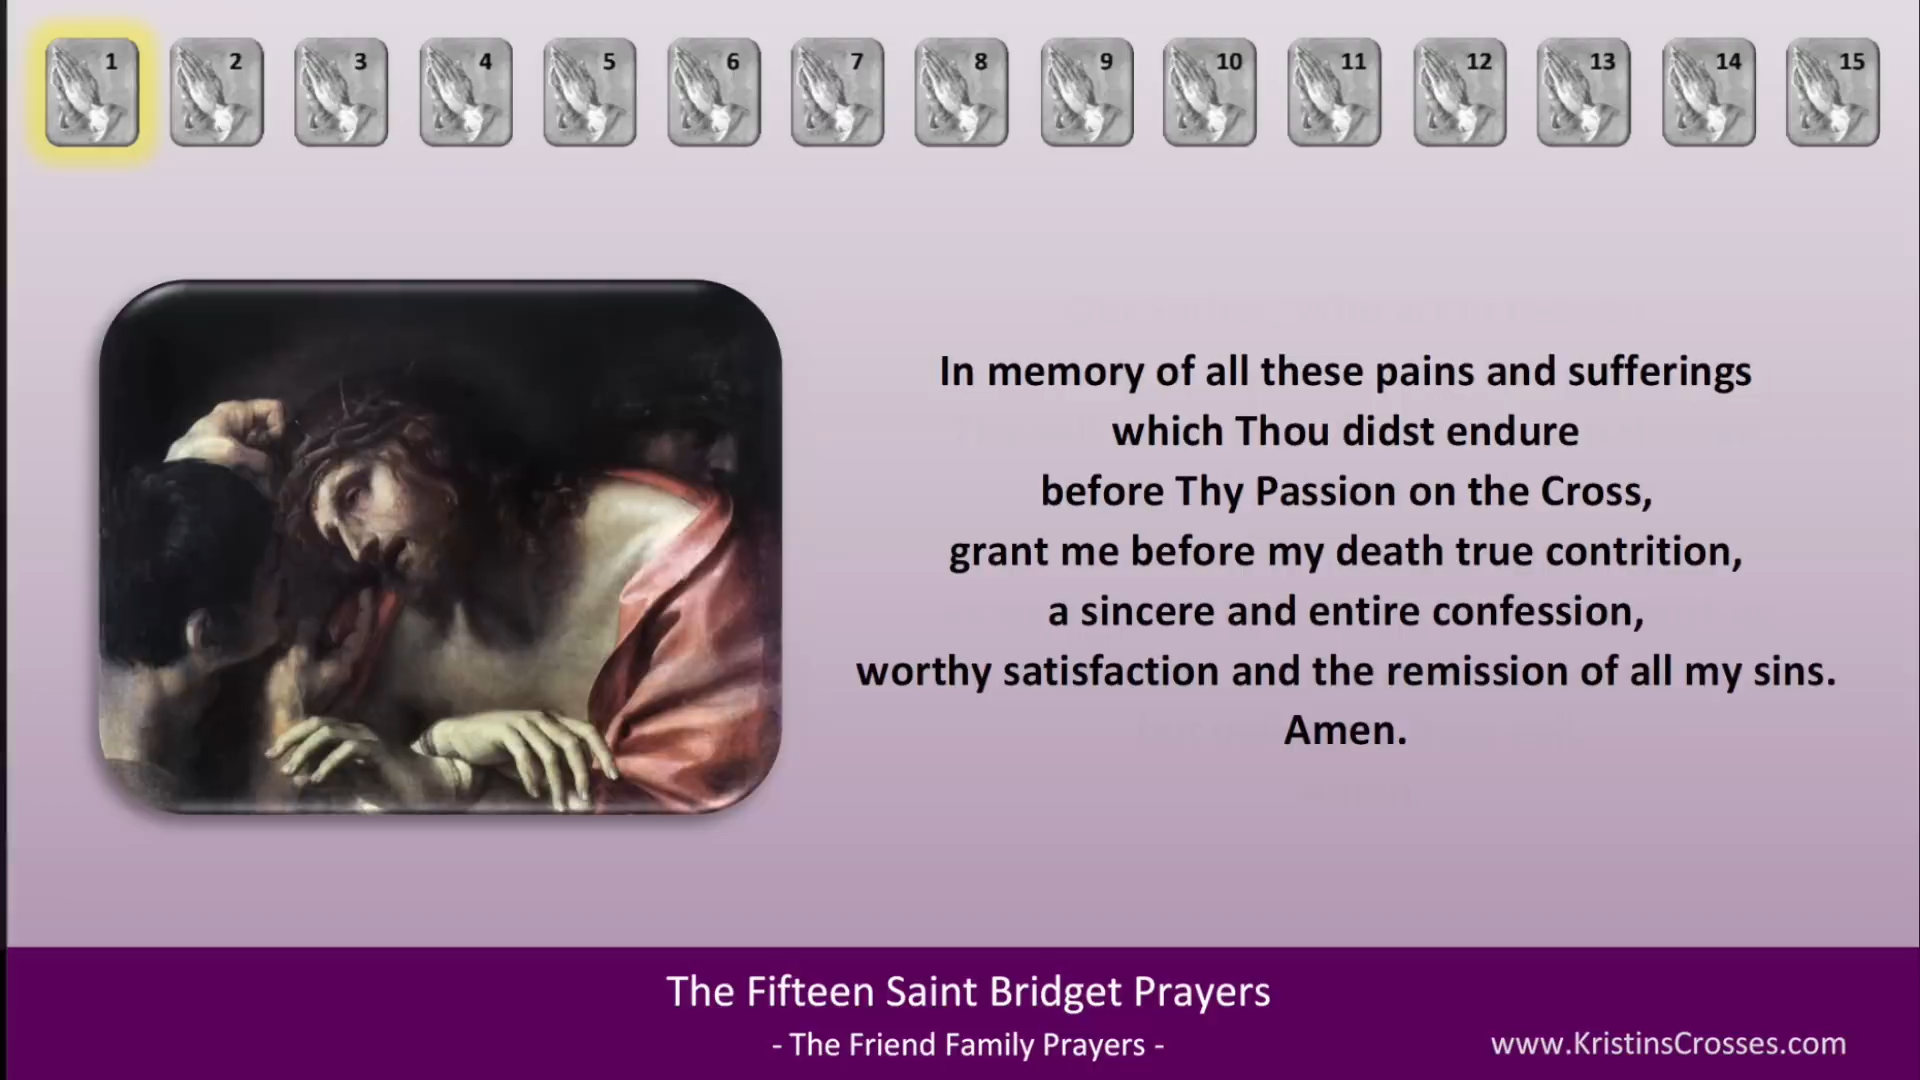 1 2 3 4 5 6 7 8 9 10 11 12 13 14 15
In memory of all these pains and sufferings
which Thou didst endure
before Thy Passion on the Cross,
grant me before my death true contrition,
a sincere and entire confession,
worthy satisfaction and the remission of all my sins.
Amen.
The Fifteen Saint Bridget Prayers
- The Friend Family Prayers -
www.KristinsCrosses.com